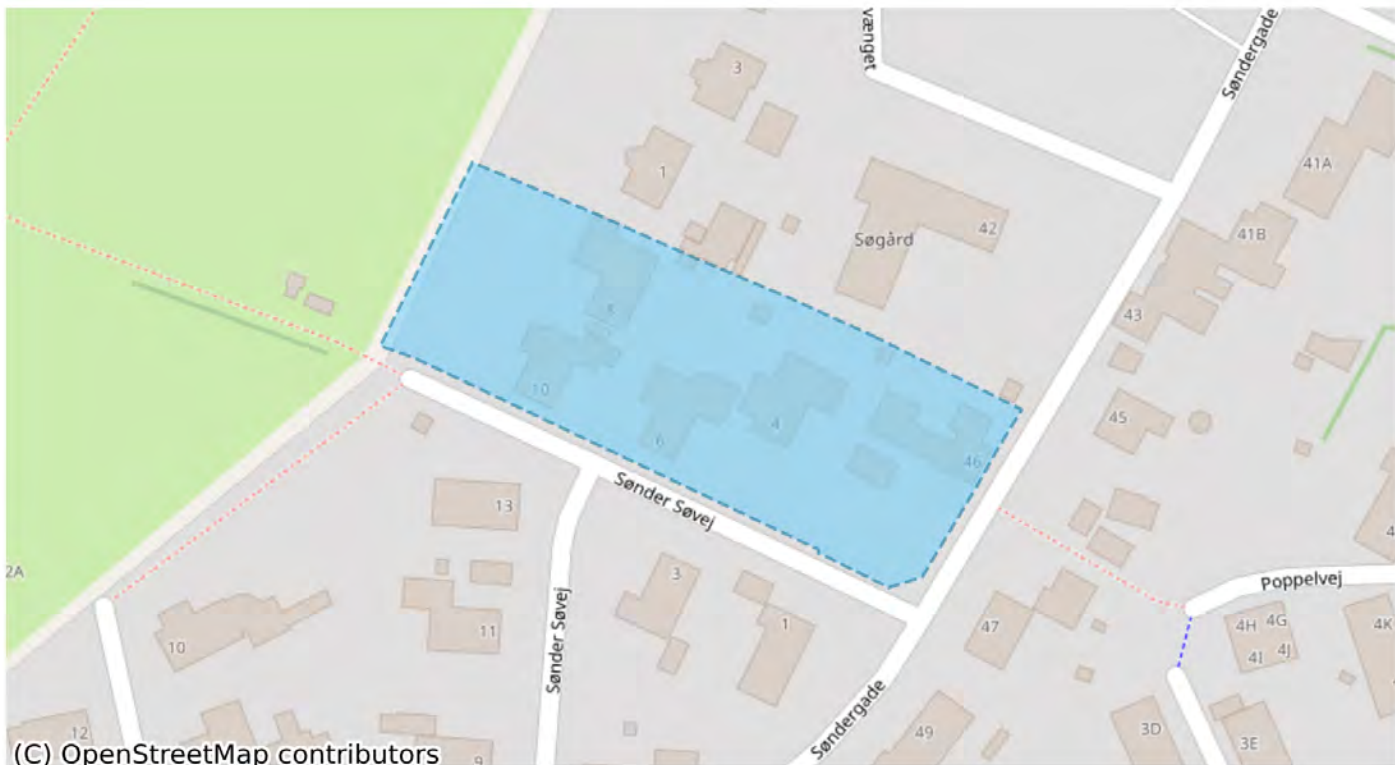 vænget
Søndergade
3
41A
1
42
Søgård
41B
43
8
10
45
4
6
46
Sønder Søvej
13
2A
Poppelvej
3
4H
4G
4K
10
11
1
47
4I
4J
Sønder Søvej
Søndergade
12
49
3D
3E
9
(C) OpenStreetMap contributors